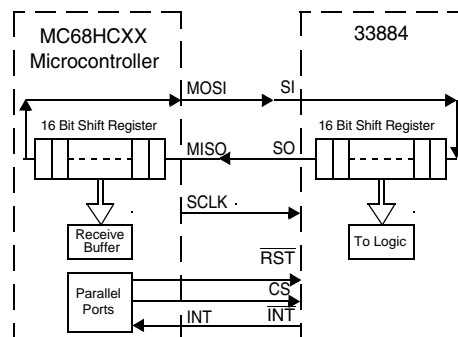 MC68HCXX
Microcontroller
33884
MOSI SI
16 Bit Shift Register
16 Bit Shift Register
MISO SO
SCLK
Receive
Buffer
To Logic
RST
Parallel
Ports
CS
INT INT